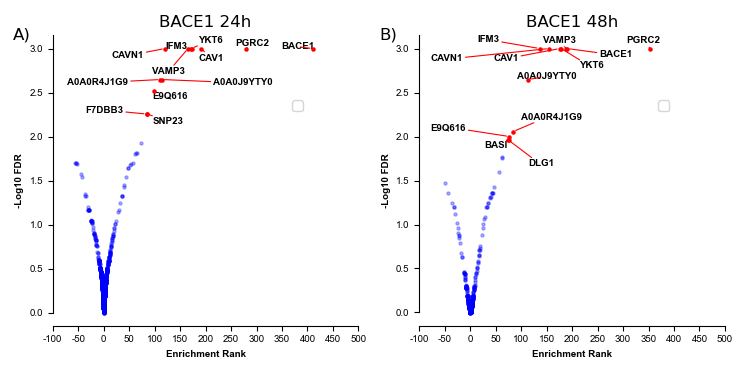 A)
BACE1 24h
3.0
2.5
2.0
1.5
1.0
0.5
0.0
-Log10 FDR
CAVN1
IFM3
YKT6
CAV1
PGRC2
BACE1
VAMP3
A0A0R4J1G9
A0A0J9YTY0
E9Q616
F7DBB3
SNP23
-100 -50 0 50 100 150 200 250 300 350 400 450 500
Enrichment Rank
B)
BACE1 48h
3.0
2.5
2.0
1.5
1.0
0.5
0.0
-Log10 FDR
IFM3
VAMP3
PGRC2
CAVN1
CAV1
BACE1
YKT6
A0A0J9YTY0
A0A0R4J1G9
E9Q616
BASI
DLG1
100 -50 0 50 100 150 200 250 300 350 400 450 500
Enrichment Rank